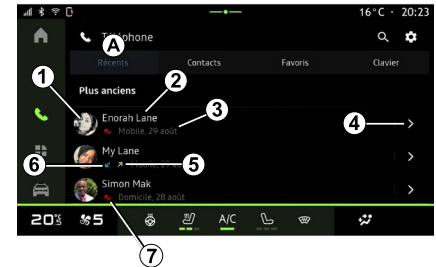 16°C · 20:23
Téléphone
A
Récents Contacts Favoris Clavier
Plus anciens
1
2
Enorah Lane
3
Mobile, 29 août
4
My Lane
6
5
Simon Mak
Domicile, 28 août
7
20°5 5 A/C